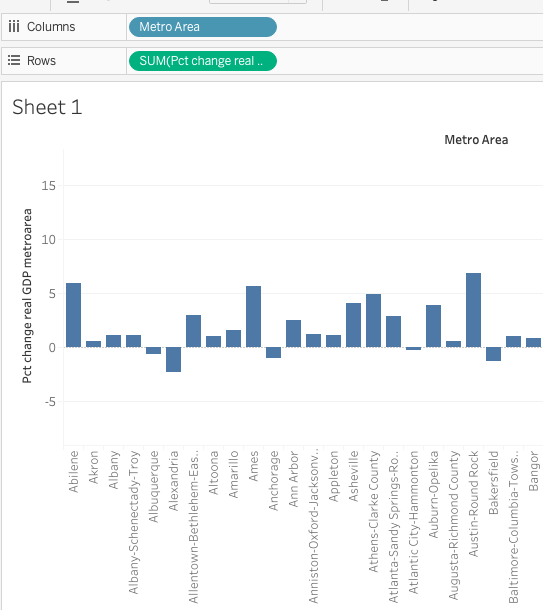 Columns
Metro Area
Rows
SUM(Pct change real ..
Sheet 1
Metro Area
Pct change real GDP metroarea
15
10
5
0
-5
Abilene
Akron
Albany
Albany-Schenectady-Troy
Albuquerque
Alexandria
Allentown-Bethlehem-Eas..
Altoona
Amarillo
Ames
Anchorage
Ann Arbor
Anniston-Oxford-Jacksonv..
Appleton
Asheville
Athens-Clarke County
Atlanta-Sandy Springs-Ro..
Atlantic City-Hammonton
Auburn-Opelika
Augusta-Richmond County
Austin-Round Rock
Bakersfield
Baltimore-Columbia-Tows..
Bangor